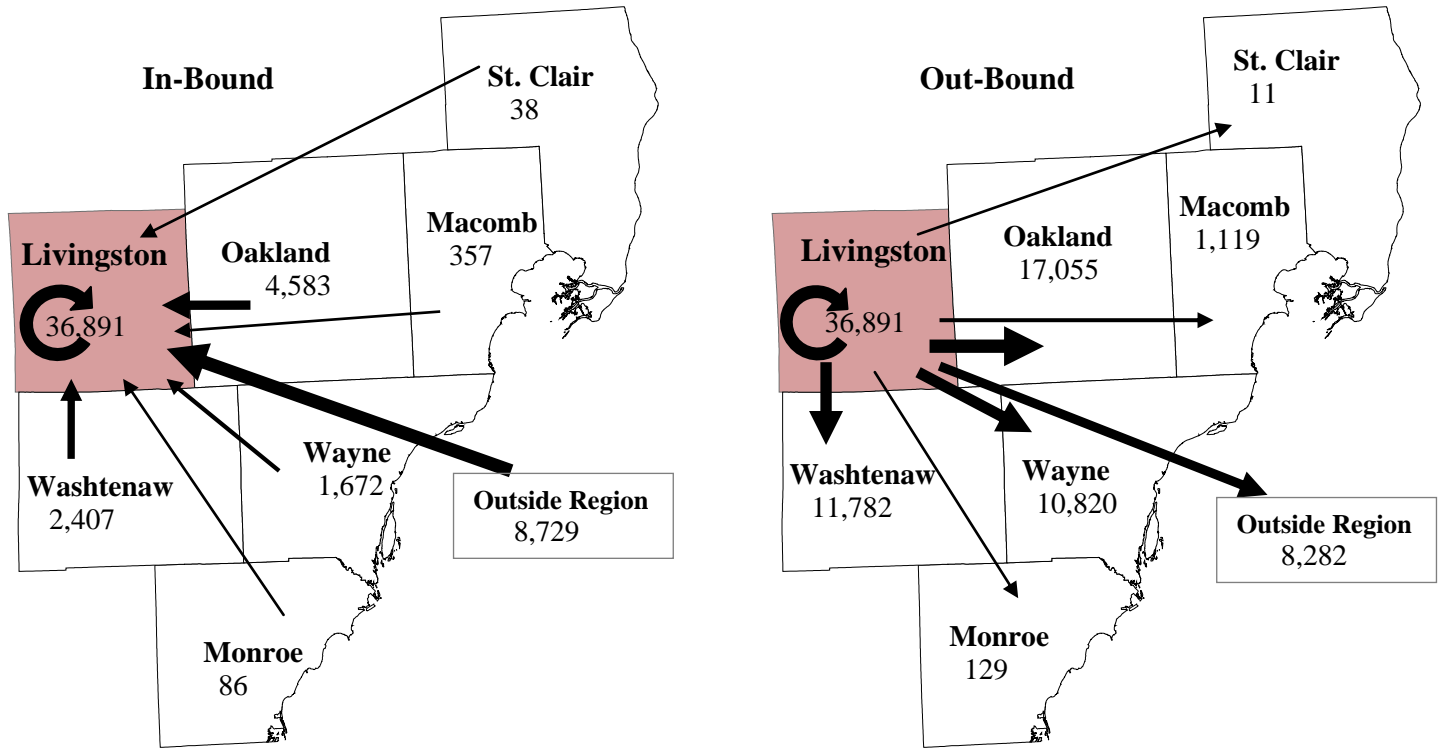 In-Bound
St. Clair
38
Macomb
357
Oakland
4,583
Livingston
36,891
Wayne
1,672
Washtenaw
2,407
Outside Region
8,729
Monroe
86
Out-Bound
St. Clair
11
Macomb
1,119
Oakland
17,055
Livingston
36,891
Washtenaw
11,782
Wayne
10,820
Outside Region
8,282
Monroe
129